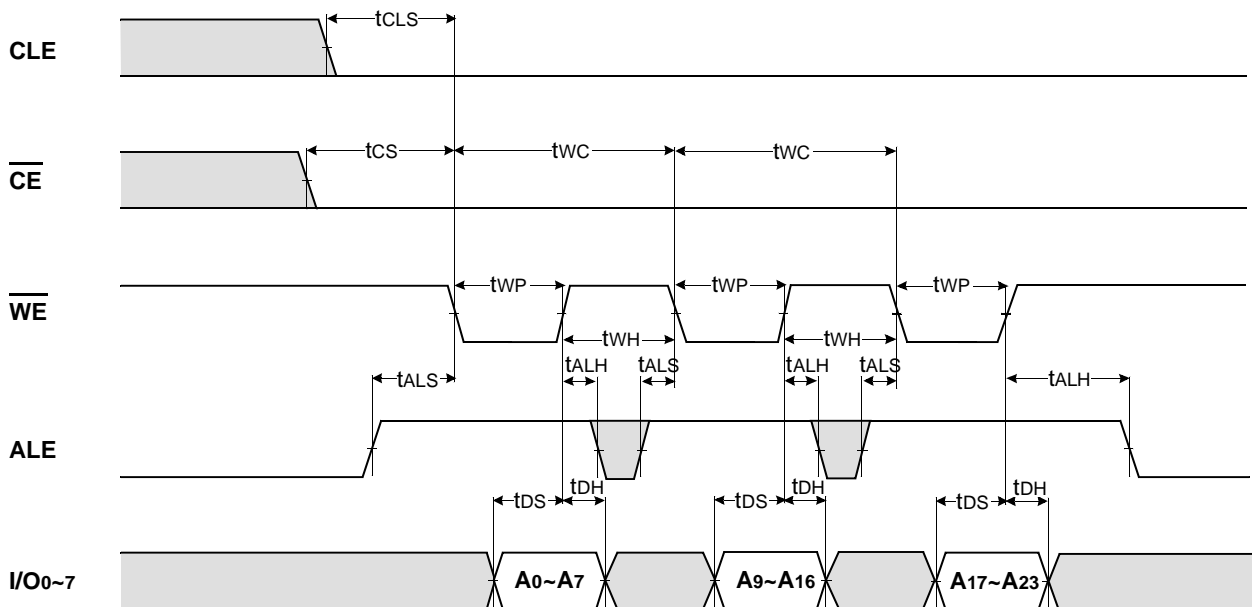 tCLS
CLE
tCS tWC tWC
CE
tWP tWP tWP
WE
tWH tWH
tALH tALS tALH tALS
tALS tALH
ALE
tDS tDH tDS tDH tDS tDH
I/O0~7 A0~A7 A9~A16 A17~A23